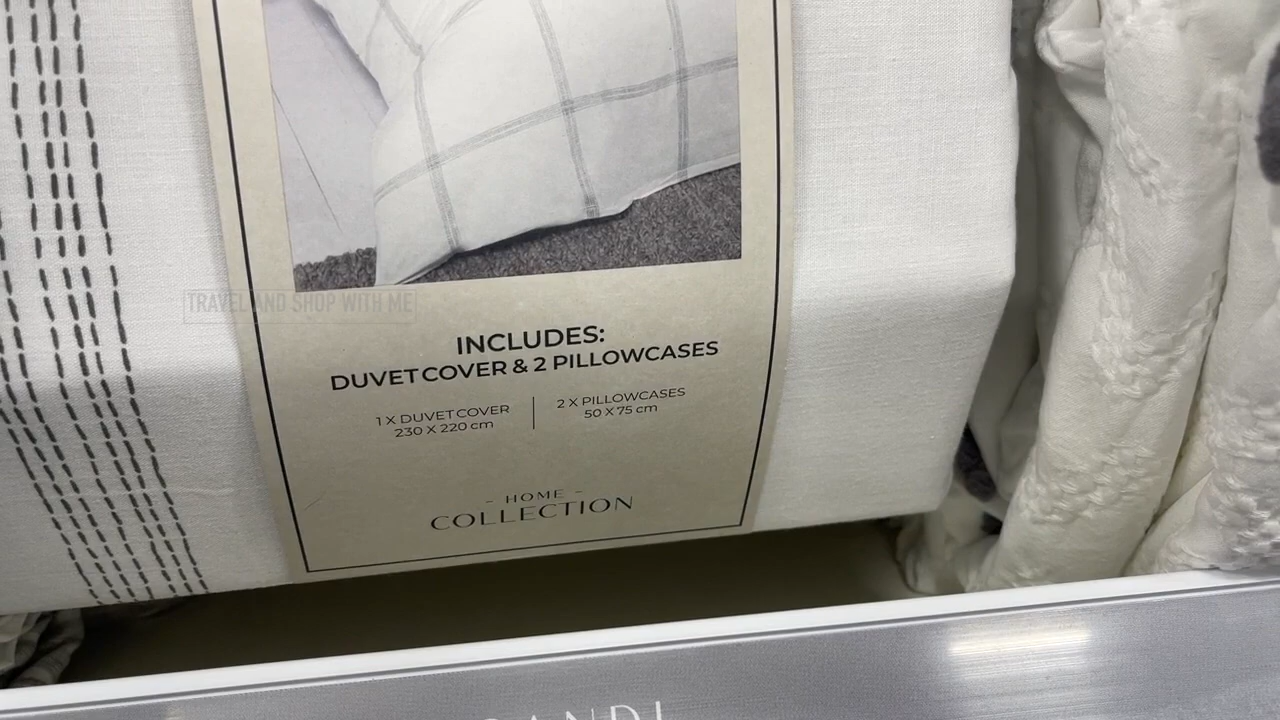 TRAVEL AND SHOP WITH ME
INCLUDES:
DUVET COVER & 2 PILLOWCASES
1 X DUVET COVER
230 X 220 cm
2 X PILLOWCASES
50 X 75 cm
- HOME -
COLLECTION